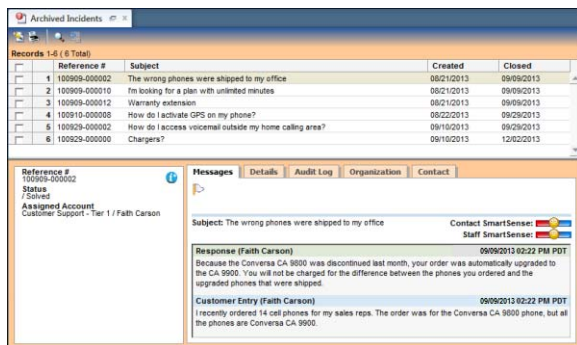 Archived Incidents
Records 1-6 ( 6 Total)
Reference # Subject Created Closed
1 100909-000002 The wrong phones were shipped to my office 08/21/2013 09/09/2013
2 100909-000010 I'm looking for a plan with unlimited minutes 08/21/2013 09/09/2013
3 100909-000012 Warranty extension 08/21/2013 09/09/2013
4 100910-000008 How do I activate GPS on my phone? 08/22/2013 09/29/2013
5 100929-000002 How do I access voicemail outside my home calling area? 09/10/2013 09/29/2013
6 100929-000000 Chargers? 09/10/2013 12/02/2013
Reference #
100909-000002
Status
/ Solved
Assigned Account
Customer Support - Tier 1 / Faith Carson
Messages Details Audit Log Organization Contact
Subject: The wrong phones were shipped to my office
Contact SmartSense:
Staff SmartSense:
Response (Faith Carson) 09/09/2013 02:22 PM PDT
Because the Conversa CA 9800 was discontinued last month, your order was automatically upgraded to
the CA 9900. You will not be charged for the difference between the phones you ordered and the
upgraded phones that were shipped.
Customer Entry (Faith Carson) 09/09/2013 02:22 PM PDT
I recently ordered 14 cell phones for my sales reps. The order was for the Conversa CA 9800 phone, but all
the phones are Conversa CA 9900.